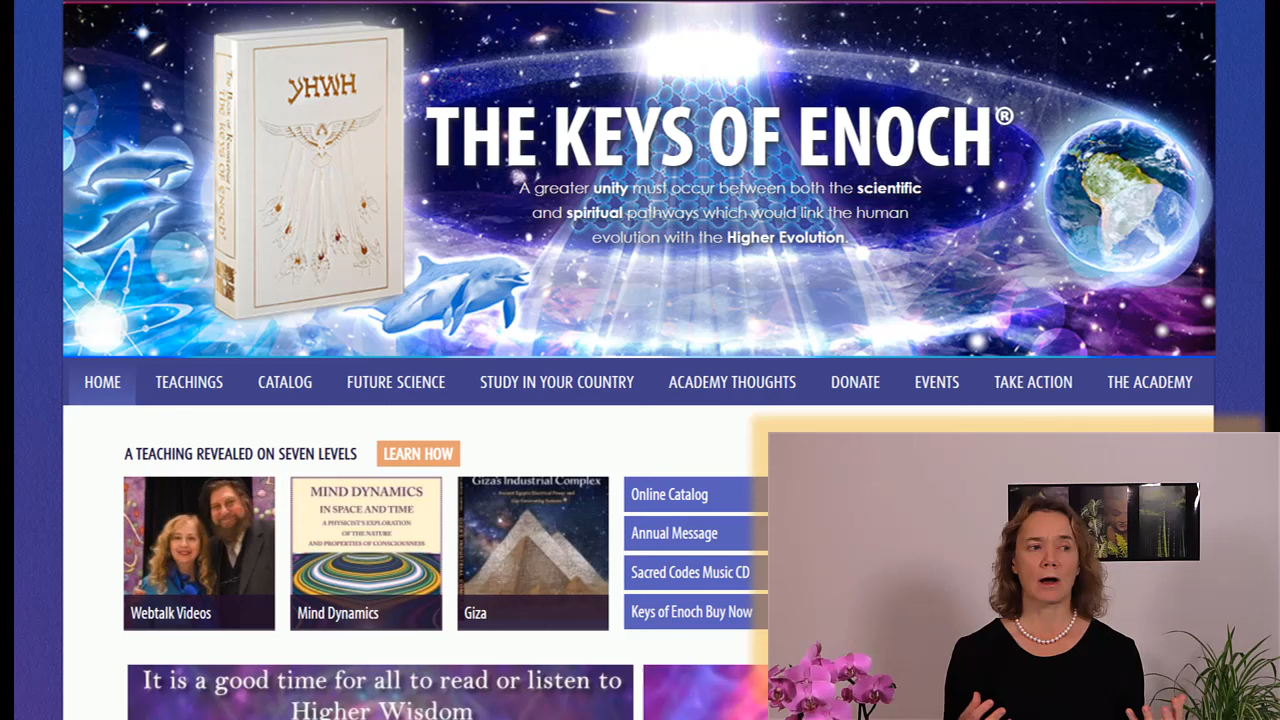 YHWH
THE KEYS OF ENOCH®
A greater unity must occur between both the scientific
and spiritual pathways which would link the human
evolution with the Higher Evolution.
HOME TEACHINGS CATALOG FUTURE SCIENCE STUDY IN YOUR COUNTRY ACADEMY THOUGHTS DONATE EVENTS TAKE ACTION THE ACADEMY
A TEACHING REVEALED ON SEVEN LEVELS LEARN HOW
Webtalk Videos
MIND DYNAMICS
IN SPACE AND TIME
A PHYSICIST'S EXPLORATION
OF THE NATURE
AND PROPERTIES OF CONSCIOUSNESS
Mind Dynamics
Giza's Industrial Complex
Giza
Online Catalog
Annual Message
Sacred Codes Music CD
Keys of Enoch Buy Now
It is a good time for all to read or listen to
Higher Wisdom